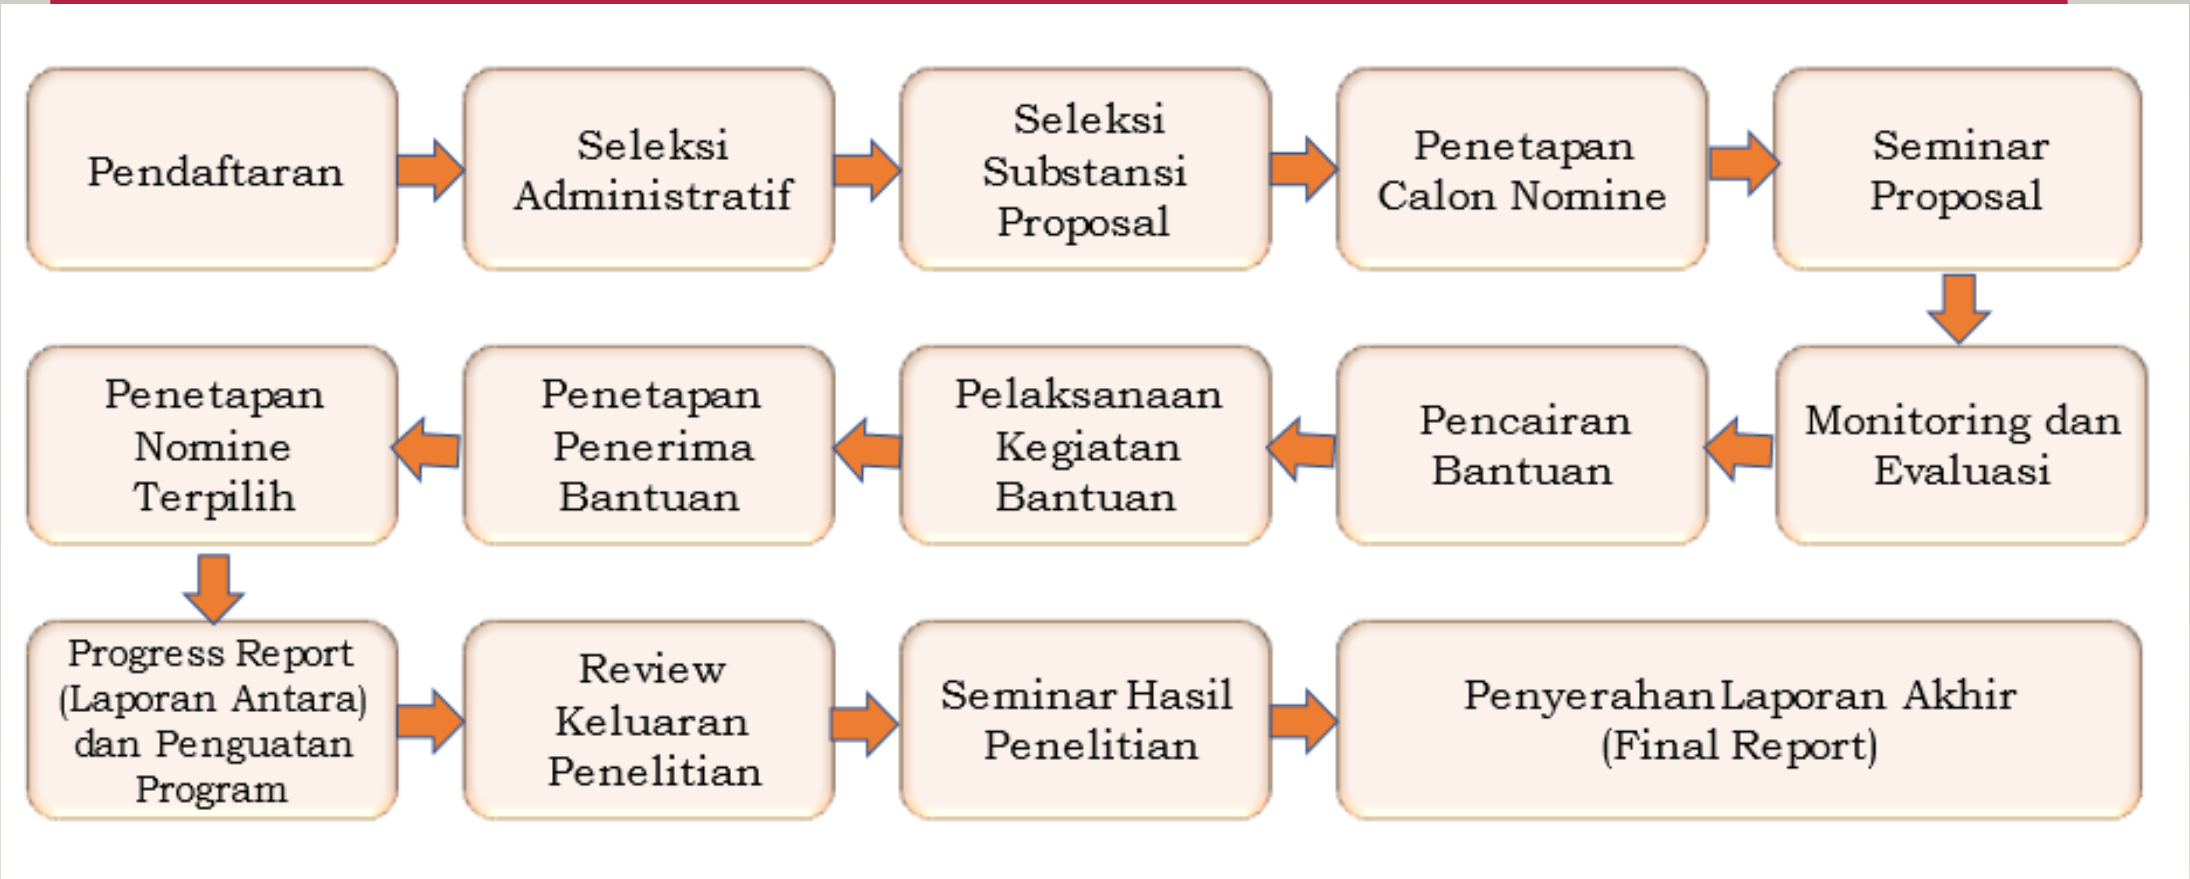 Pendaftaran
Seleksi
Administratif
Seleksi
Substansi
Proposal
Penetapan
Calon Nomine
Seminar
Proposal
Monitoring dan
Evaluasi
Pencairan
Bantuan
Pelaksanaan
Kegiatan
Bantuan
Penetapan
Penerima
Bantuan
Penetapan
Nomine
Terpilih
Progress Report
(Laporan Antara)
dan Penguatan
Program
Review
Keluaran
Penelitian
Seminar Hasil
Penelitian
Penyerahan Laporan Akhir
(Final Report)